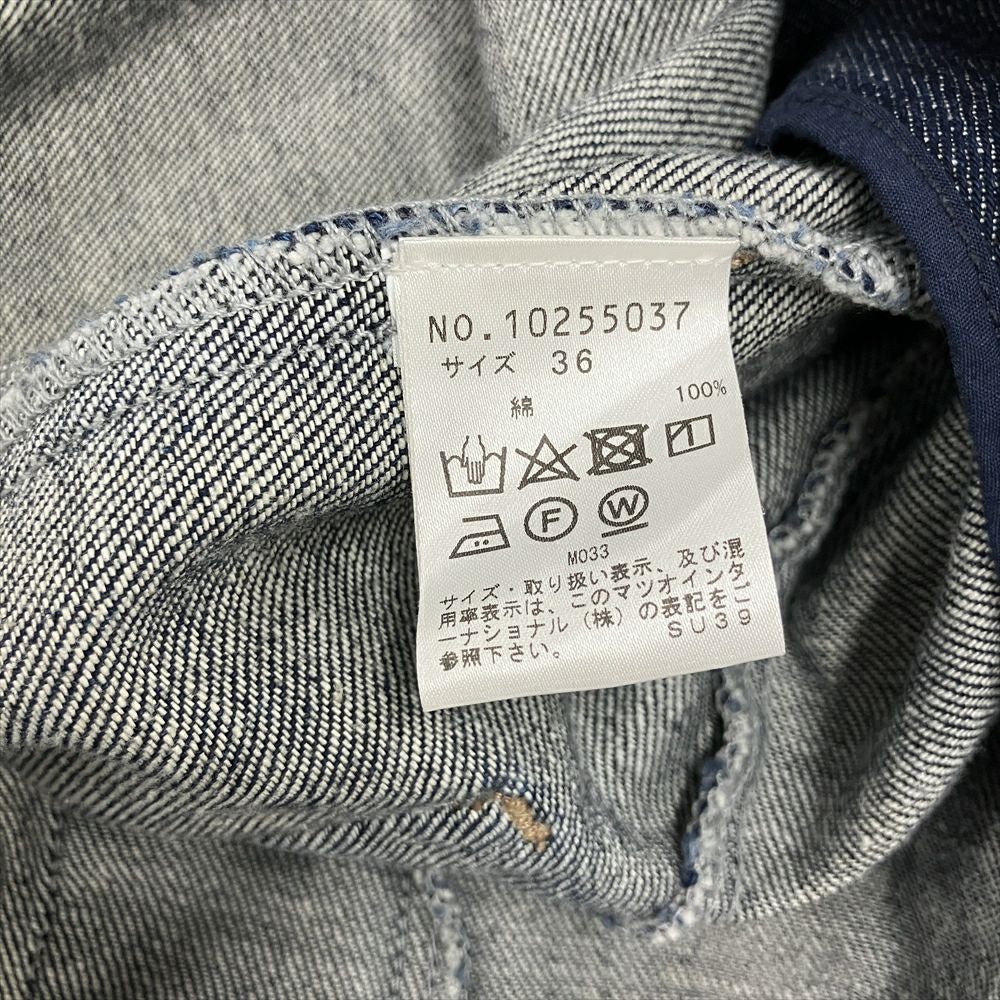 NO.10255037
サイズ 36
綿 100%
F W
M033
サイズ・取り扱い表示、及び混
用率表示は、このマツオインタ
ーナショナル(株)の表記をご
参照下さい。 SU39